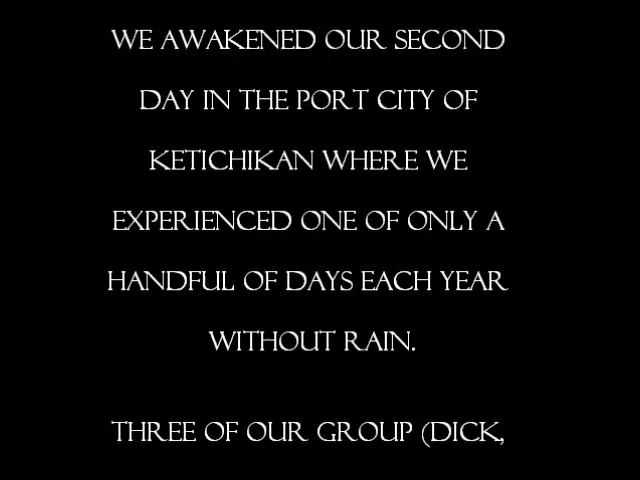 WE AWAKENED OUR SECOND
DAY IN THE PORT CITY OF
KETICHIKAN WHERE WE
EXPERIENCED ONE OF ONLY A
HANDFUL OF DAYS EACH YEAR
WITHOUT RAIN.
THREE OF OUR GROUP (DICK,